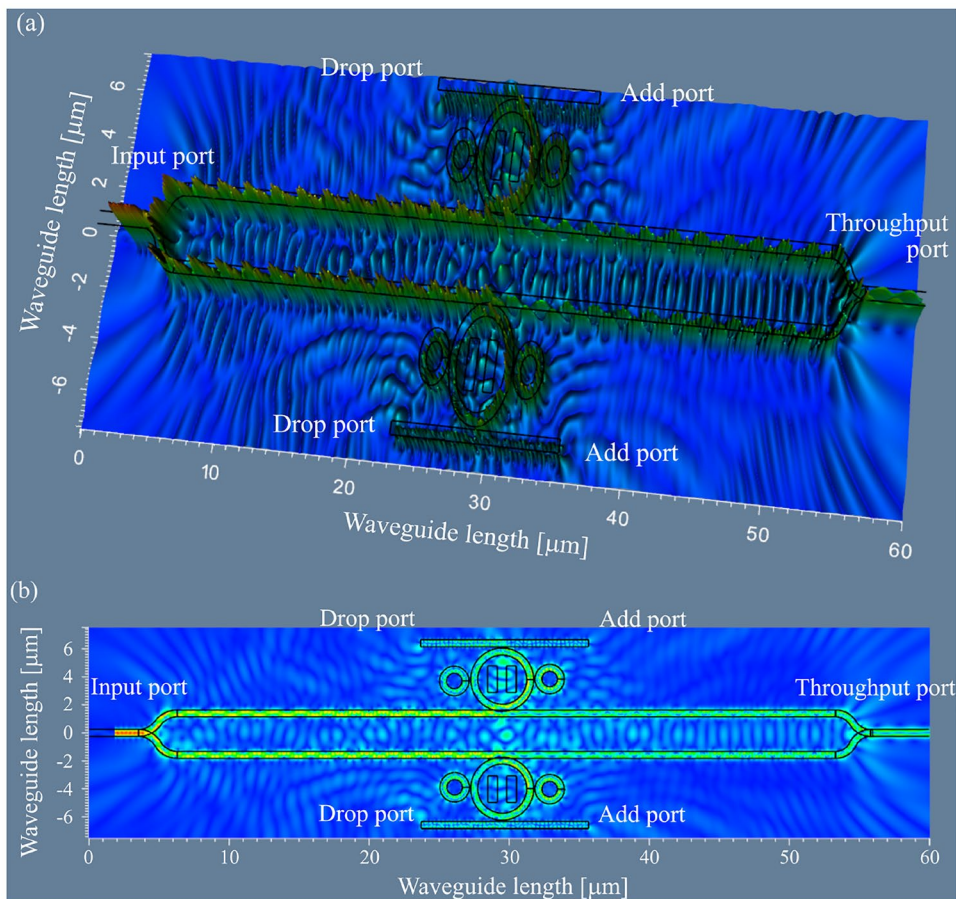 (a)
Drop port
Add port
Input port
Throughput
port
Waveguide length [μm]
6
4
2
0
-2
-4
-6
Drop port
Add port
0
10
20
30
40
50
60
Waveguide length [μm]
(b)
Drop port
Add port
Input port
Throughput port
Waveguide length [μm]
6
4
2
0
-2
-4
-6
Drop port
Add port
0
10
20
30
40
50
60
Waveguide length [μm]